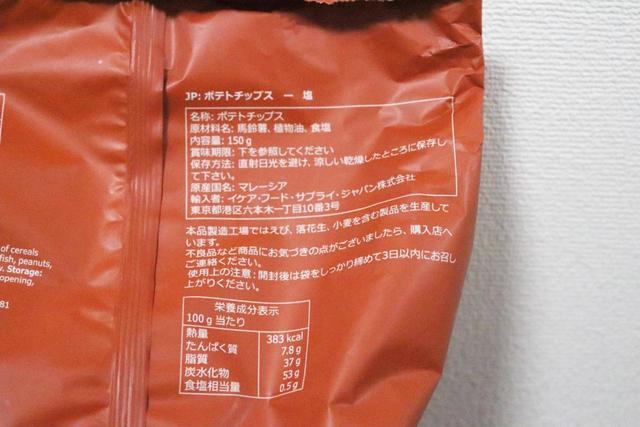 JP: ポテトチップス ー 塩
名称: ポテトチップス
原材料名: 馬鈴薯、植物油、食塩
内容量: 150 g
賞味期限: 下を参照してください
保存方法: 直射日光を避け、涼しい乾燥したところに保存し
て下さい。
原産国名: マレーシア
輸入者: イケア・フード・サプライ・ジャパン株式会社
東京都港区六本木一丁目10番3号
本品製造工場ではえび、落花生、小麦を含む製品を生産して
います。
不良品など商品にお気づきの点がございましたら、購入店へ
ご連絡ください。
使用上の注意: 開封後は袋をしっかり締めて3日以内にお召し
上がりください。
栄養成分表示
100 g 当たり
熱量 383 kcal
たんぱく質 7.8 g
脂質 37 g
炭水化物 53 g
食塩相当量 0.5 g
of cereals
fish, peanuts,
Storage:
opening,
81